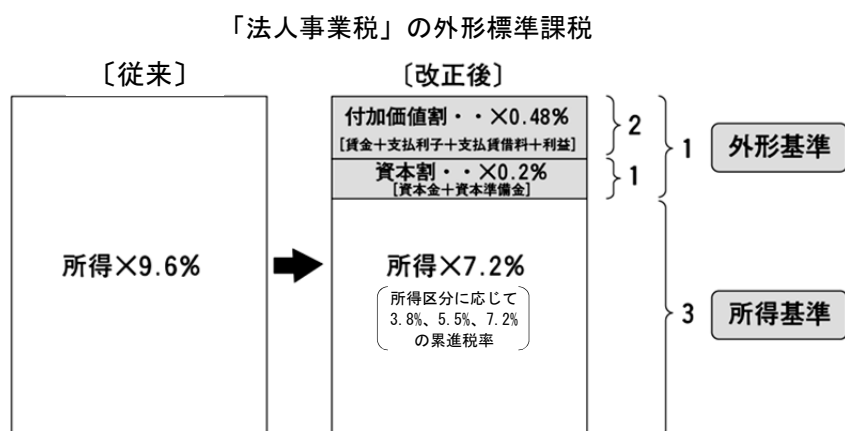 「法人事業税」の外形標準課税
〔従来〕
〔改正後〕
所得×9.6%
付加価値割・・×0.48%
[賃金＋支払利子＋支払賃借料＋利益]
資本割・・×0.2%
[資本金＋資本準備金]
所得×7.2%
所得区分に応じて
3.8%、5.5%、7.2%
の累進税率
2
1
1
外形基準
3
所得基準